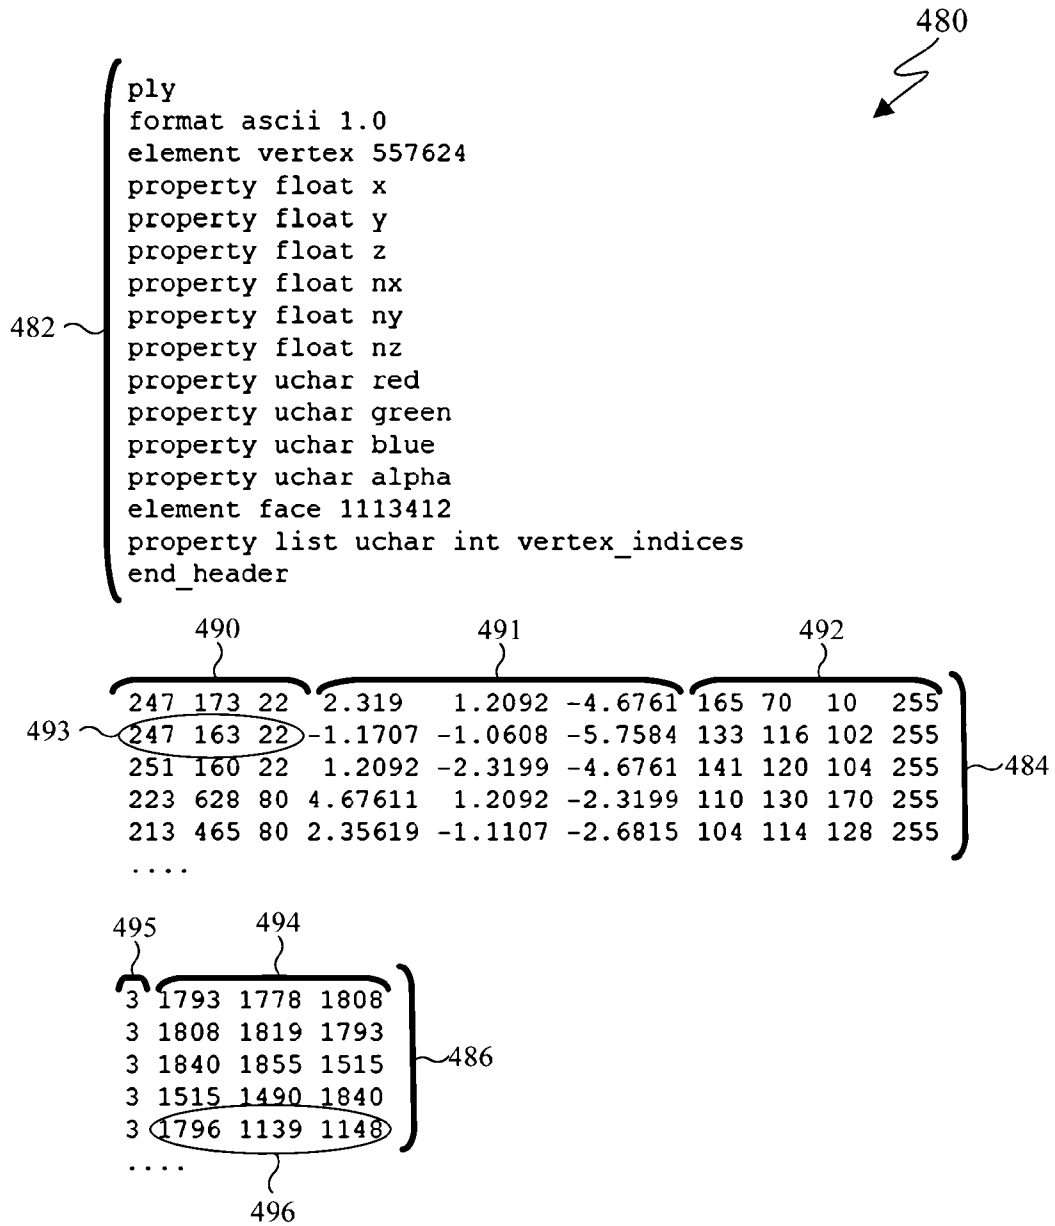 480
ply
format ascii 1.0
element vertex 557624
property float x
property float y
property float z
property float nx
property float ny
482
property float nz
property uchar red
property uchar green
property uchar blue
property uchar alpha
element face 1113412
property list uchar int vertex_indices
end_header
490 491 492
247 173 22 2.319 1.2092 -4.6761 165 70 10 255
493 247 163 22 -1.1707 -1.0608 -5.7584 133 116 102 255
251 160 22 1.2092 -2.3199 -4.6761 141 120 104 255 484
223 628 80 4.67611 1.2092 -2.3199 110 130 170 255
213 465 80 2.35619 -1.1107 -2.6815 104 114 128 255
....
495 494
3 1793 1778 1808
3 1808 1819 1793
3 1840 1855 1515 486
3 1515 1490 1840
3 1796 1139 1148
....
496